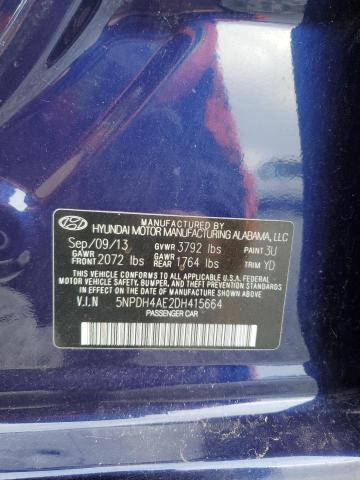 MANUFACTURED BY
HYUNDAI MOTOR MANUFACTURING ALABAMA, LLC
Sep/09/13 GVWR 3792 lbs PAINT 3U
GAWR FRONT 2072 lbs GAWR REAR 1,764 lbs TRIM YD
THIS VEHICLE CONFORMS TO ALL APPLICABLE U.S.A. FEDERAL
MOTOR VEHICLE SAFETY, BUMPER, AND THEFT PREVENTION
STANDARDS IN EFFECT ON THE DATE OF MANUFACTURE SHOWN ABOVE.
V.I.N 5NPDH4AE2DH415664
PASSENGER CAR